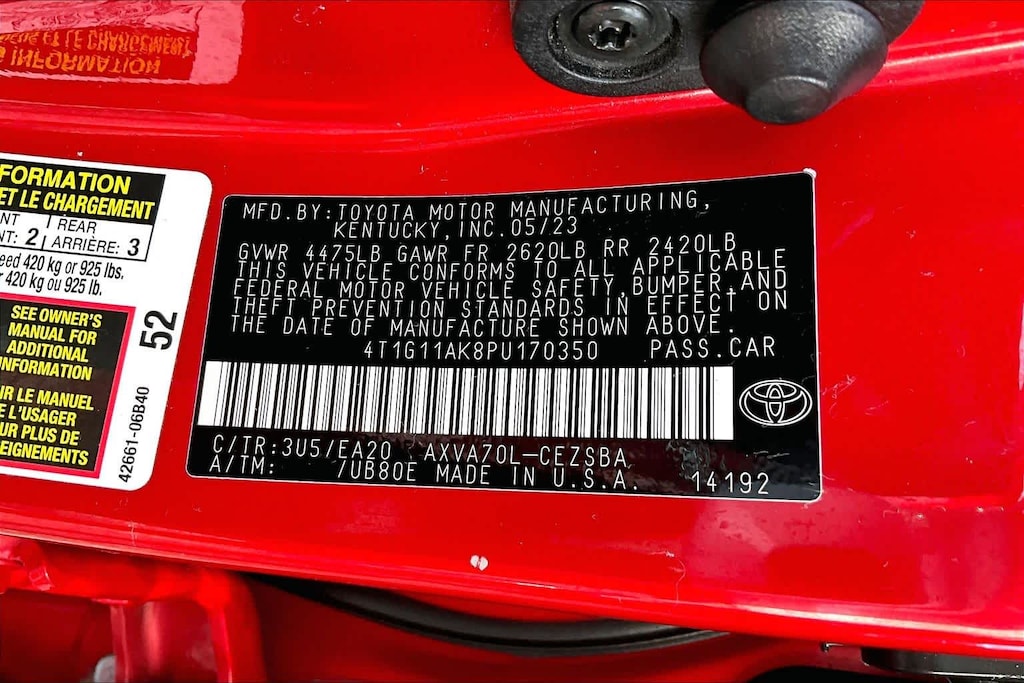 FORMATION
ET LE CHARGEMENT
NT
REAR
NT: 2
ARRIÈRE: 3
eed 420 kg or 925 lbs.
r 420 kg ou 925 lb.
SEE OWNER'S
MANUAL FOR
ADDITIONAL
INFORMATION
IR LE MANUEL
E L'USAGER
UR PLUS DE
EIGNEMENTS
52
42661-06B40
MFD.BY:TOYOTA MOTOR MANUFACTURING,
KENTUCKY,INC.05/23
GVWR 4475LB GAWR FR 2620LB RR 2420LB
THIS VEHICLE CONFORMS TO ALL APPLICABLE
FEDERAL MOTOR VEHICLE SAFETY,BUMPER,AND
THEFT PREVENTION STANDARDS IN EFFECT ON
THE DATE OF MANUFACTURE SHOWN ABOVE.
4T1G11AK8PU170350 PASS.CAR
C/TR:3U5/EA20 AXVA70L-CEZSBA
A/TM: /UB80E MADE IN U.S.A. 14192